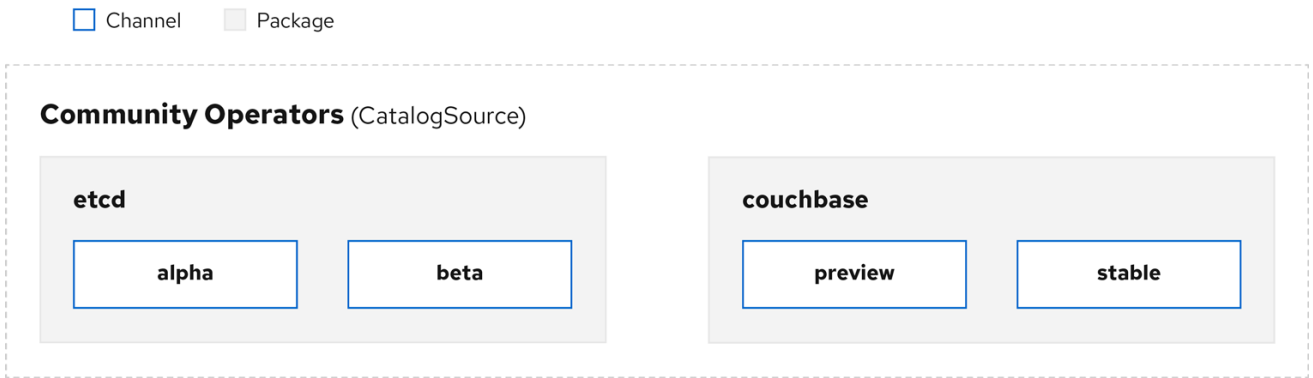 Channel Package
Community Operators (CatalogSource)
etcd
alpha beta
couchbase
preview stable